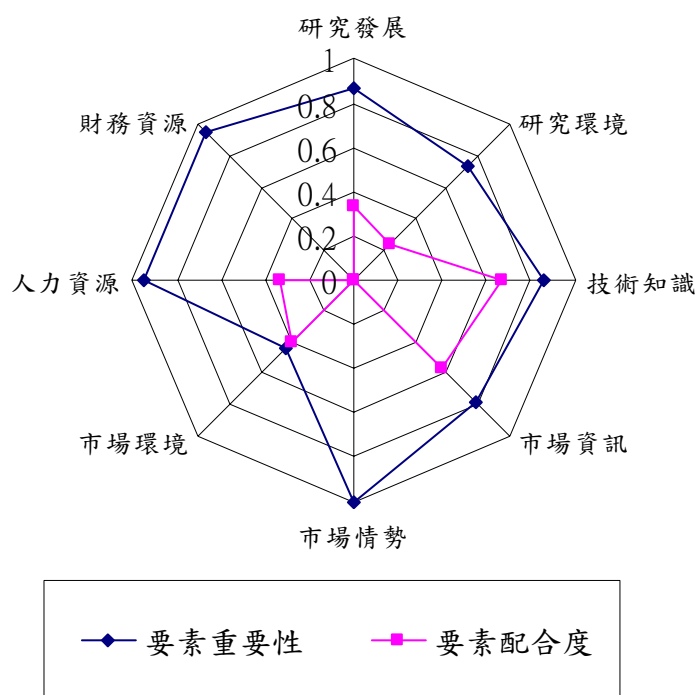 研究發展
1
研究環境
財務資源
0.8
0.6
0.4
0.2
人力資源
0
技術知識
市場環境
市場資訊
市場情勢
要素重要性
要素配合度